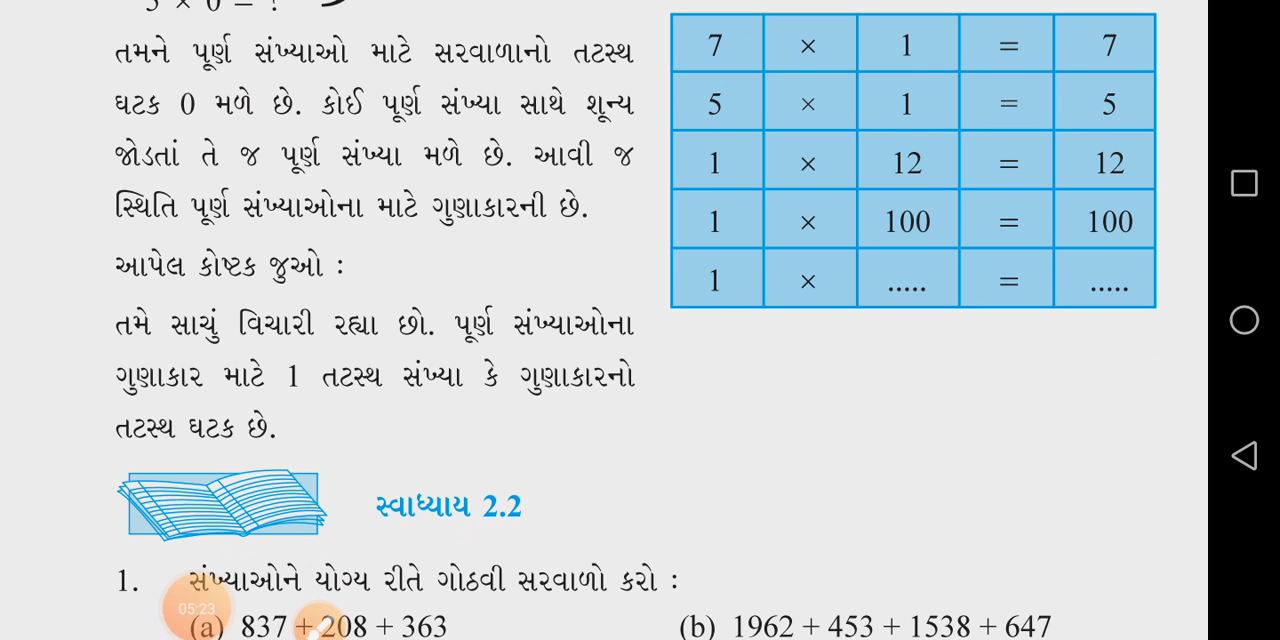 તમને પૂર્ણ સંખ્યાઓ માટે સરવાળાનો તટસ્થ
ઘટક 0 મળે છે. કોઈ પૂર્ણ સંખ્યા સાથે શૂન્ય
જોડતાં તે જ પૂર્ણ સંખ્યા મળે છે. આવી જ
સ્થિતિ પૂર્ણ સંખ્યાઓના માટે ગુણાકારની છે.
આપેલ કોષ્ટક જુઓ :
તમે સાચું વિચારી રહ્યા છો. પૂર્ણ સંખ્યાઓના
ગુણાકાર માટે 1 તટસ્થ સંખ્યા કે ગુણાકારનો
તટસ્થ ઘટક છે.
7 × 1 = 7
5 × 1 = 5
1 × 12 = 12
1 × 100 = 100
1 × ..... = .....
સ્વાધ્યાય 2.2
1. સંખ્યાઓને યોગ્ય રીતે ગોઠવી સરવાળો કરો :
05:23
(a) 837 + 208 + 363 (b) 1962 + 453 + 1538 + 647